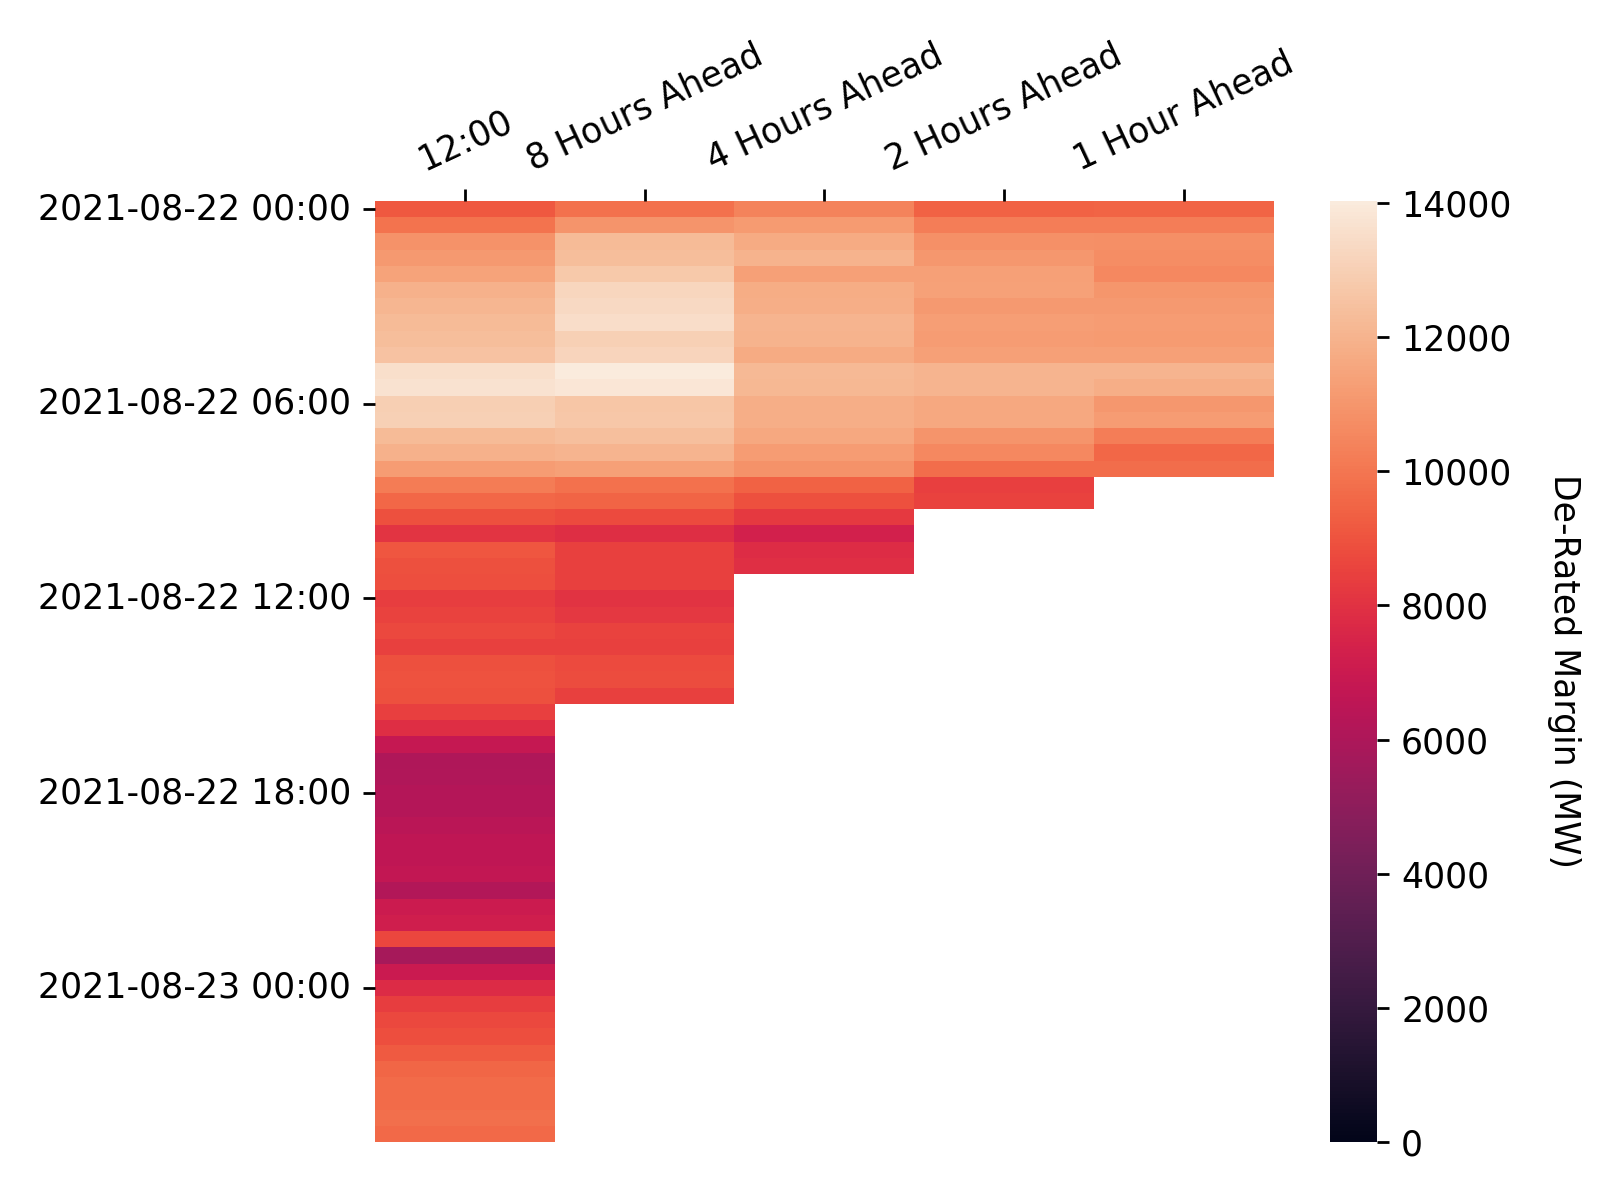 12:00
8 Hours Ahead
4 Hours Ahead
2 Hours Ahead
1 Hour Ahead
2021-08-22 00:00
2021-08-22 06:00
2021-08-22 12:00
2021-08-22 18:00
2021-08-23 00:00
14000
12000
10000
8000
6000
4000
2000
0
De-Rated Margin (MW)